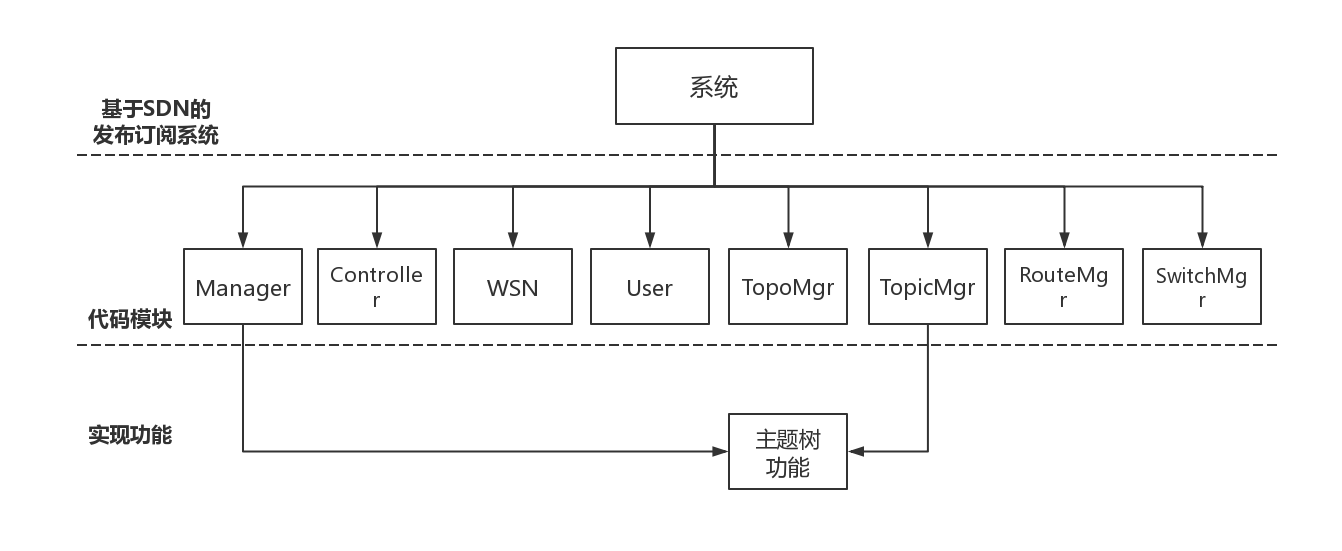 系统
基于SDN的
发布订阅系统
Manager
Controlle
r
WSN
User
TopoMgr
TopicMgr
RouteMg
r
SwitchMg
r
代码模块
实现功能
主题树
功能